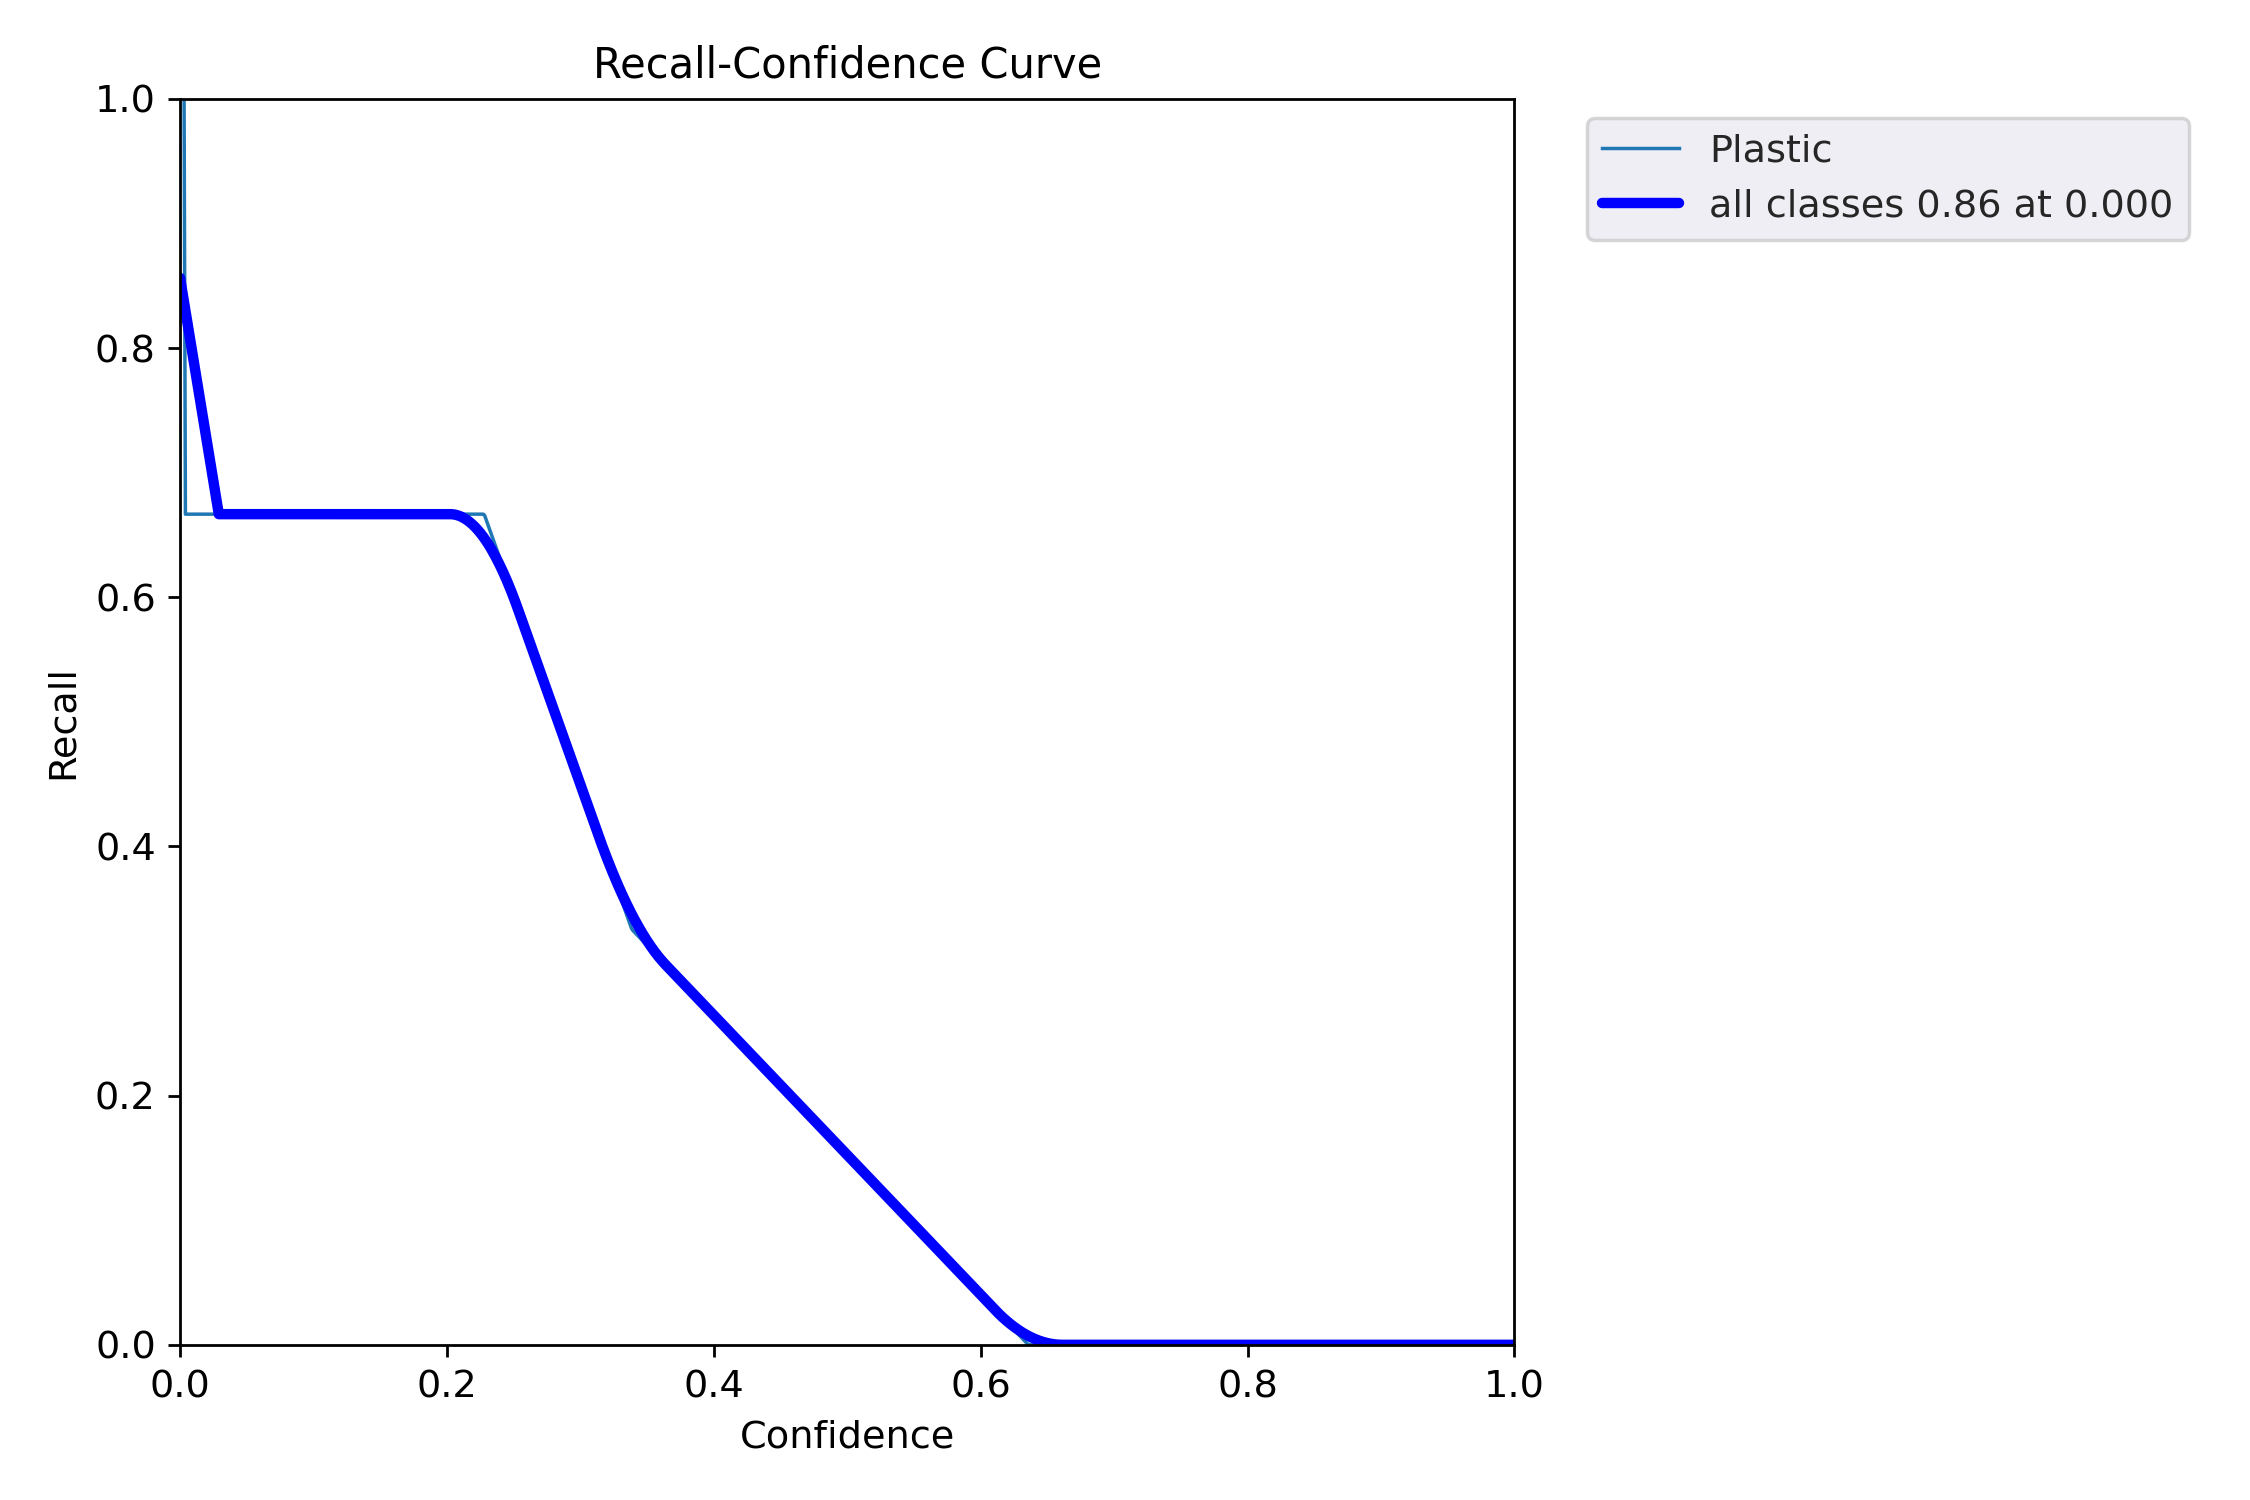 Recall-Confidence Curve
1.0
0.8
0.6
0.4
0.2
0.0
Recall
0.0 0.2 0.4 0.6 0.8 1.0
Confidence
Plastic
all classes 0.86 at 0.000